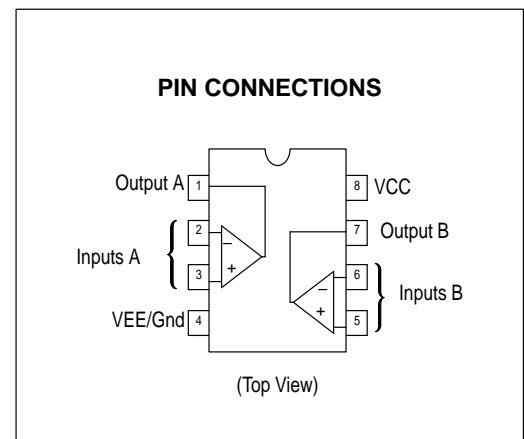 PIN CONNECTIONS
Output A 1
8 VCC
2
7 Output B
Inputs A
−
+
3
6
−
+
Inputs B
VEE/Gnd 4
5
(Top View)